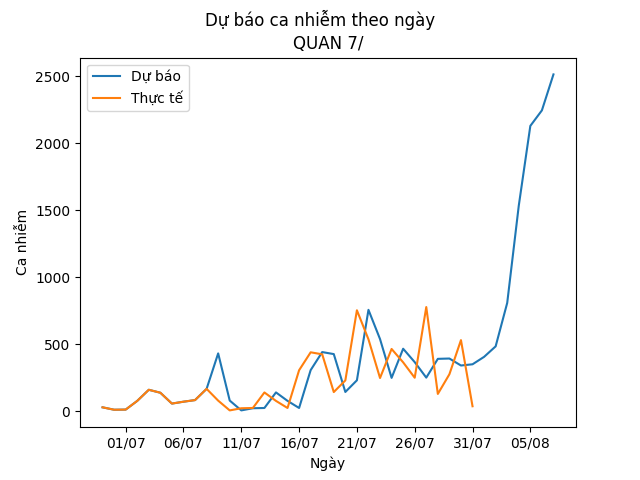 Dự báo ca nhiễm theo ngày
QUAN 7/
Dự báo
Thực tế
Ca nhiễm
2500
2000
1500
1000
500
0
01/07 06/07 11/07 16/07 21/07 26/07 31/07 05/08
Ngày